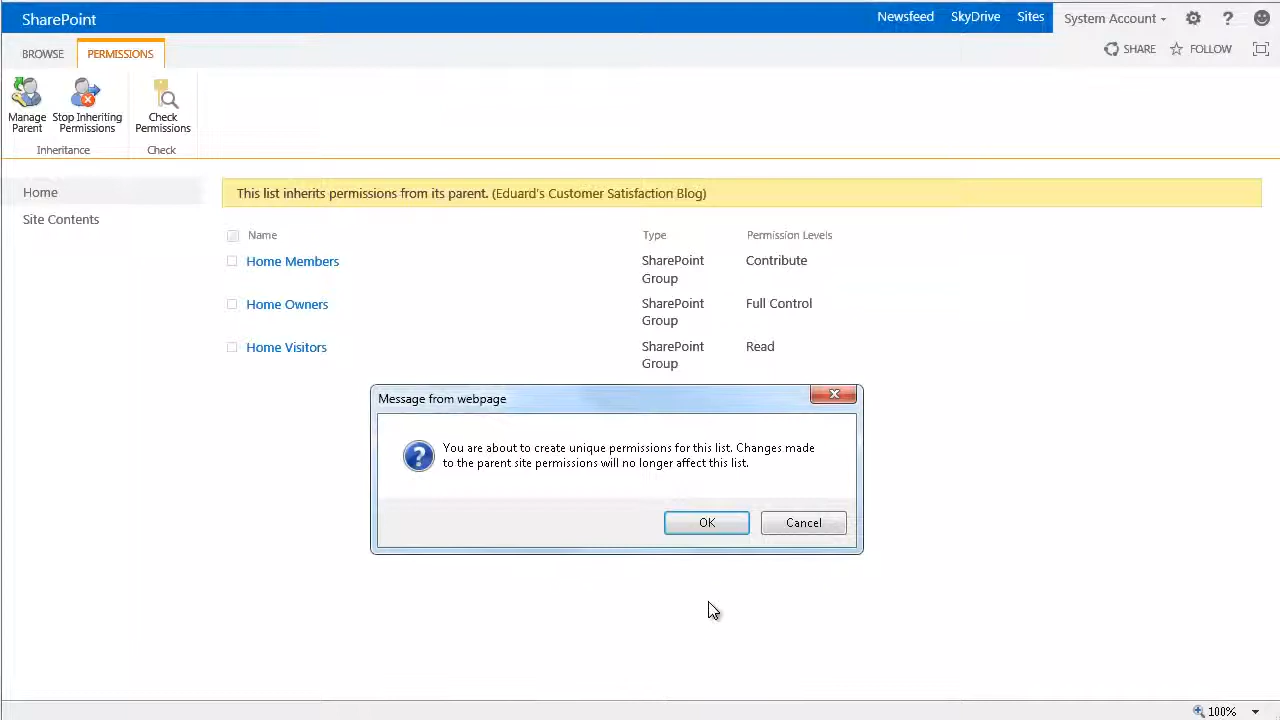 SharePoint
Newsfeed SkyDrive Sites System Account ?
BROWSE PERMISSIONS
SHARE FOLLOW
Manage Parent
Stop Inheriting Permissions
Check Permissions
Inheritance
Check
Home
Site Contents
This list inherits permissions from its parent. (Eduard's Customer Satisfaction Blog)
Name Type Permission Levels
Home Members SharePoint Group Contribute
Home Owners SharePoint Group Full Control
Home Visitors SharePoint Group Read
Message from webpage
You are about to create unique permissions for this list. Changes made
to the parent site permissions will no longer affect this list.
OK Cancel
100%